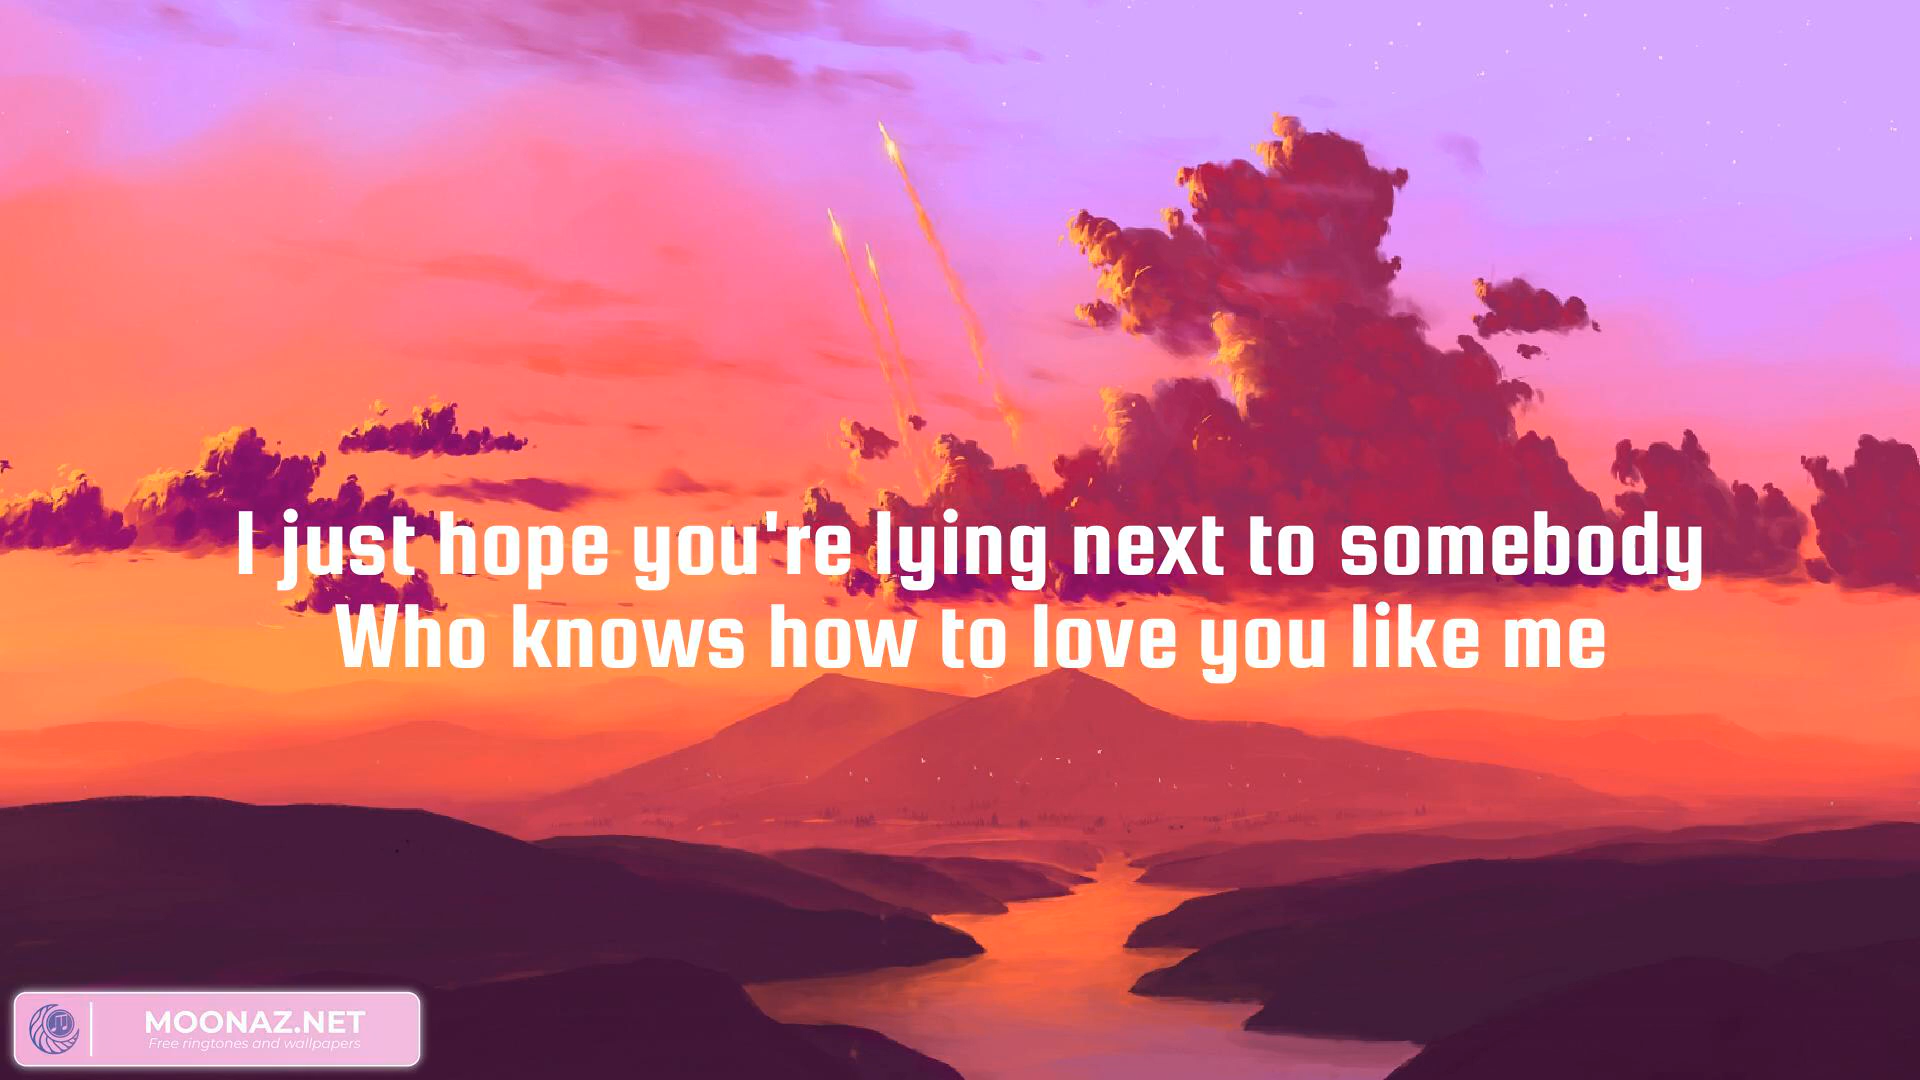 I just hope you're lying next to somebody
Who knows how to love you like me
MOONAZ.NET
Free ringtones and wallpapers